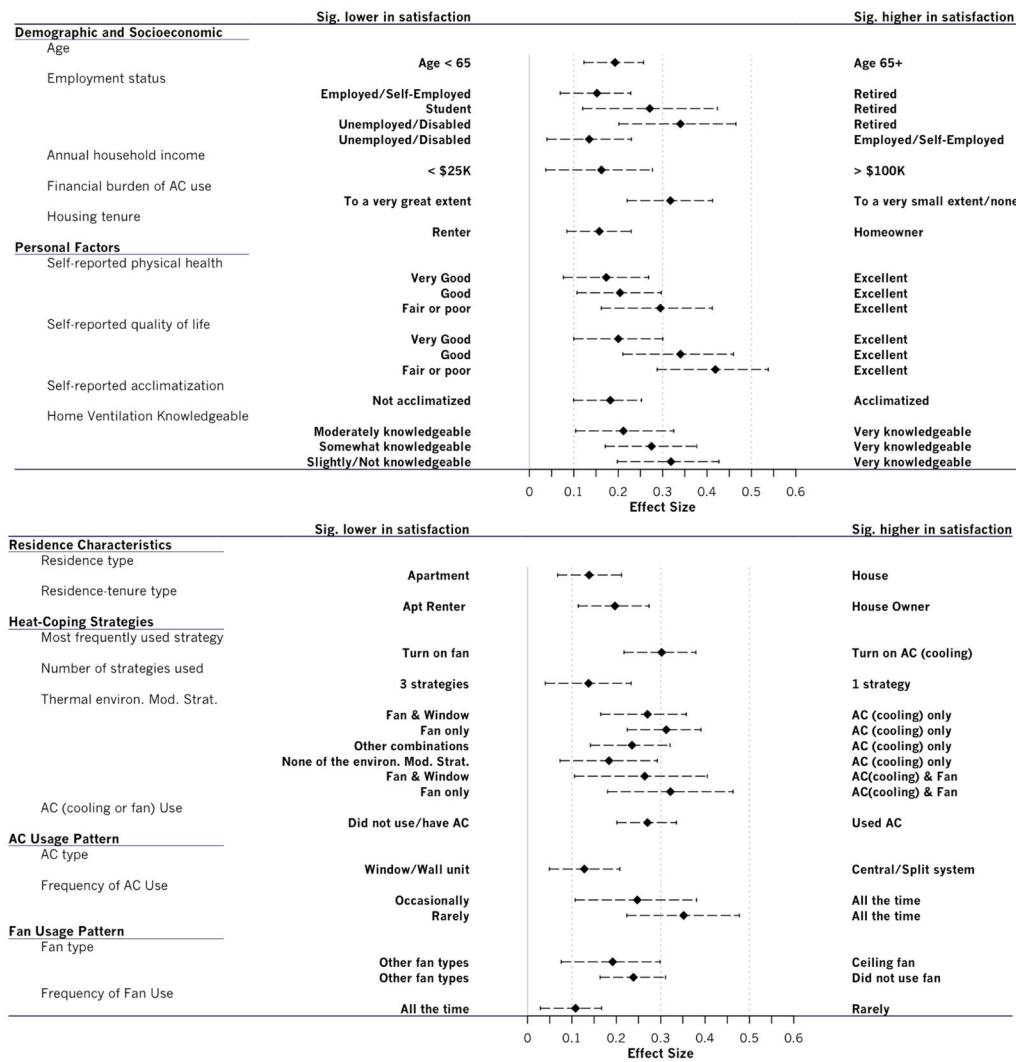 Sig. lower in satisfaction Sig. higher in satisfaction
Demographic and Socioeconomic
Age
Age < 65 Age 65+
Employment status
Employed/Self-Employed Retired
Student Retired
Unemployed/Disabled Retired
Unemployed/Disabled Employed/Self-Employed
Annual household income
< $25K > $100K
Financial burden of AC use
To a very great extent To a very small extent/none
Housing tenure
Renter Homeowner
Personal Factors
Self-reported physical health
Very Good Excellent
Good Excellent
Fair or poor Excellent
Self-reported quality of life
Very Good Excellent
Good Excellent
Fair or poor Excellent
Self-reported acclimatization
Not acclimatized Acclimatized
Home Ventilation Knowledgeable
Moderately knowledgeable Very knowledgeable
Somewhat knowledgeable Very knowledgeable
Slightly/Not knowledgeable Very knowledgeable
0 0.1 0.2 0.3 0.4 0.5 0.6
Effect Size
Sig. lower in satisfaction Sig. higher in satisfaction
Residence Characteristics
Residence type
Apartment House
Residence-tenure type
Apt Renter House Owner
Heat-Coping Strategies
Most frequently used strategy
Turn on fan Turn on AC (cooling)
Number of strategies used
3 strategies 1 strategy
Thermal environ. Mod. Strat.
Fan & Window AC (cooling) only
Fan only AC (cooling) only
Other combinations AC (cooling) only
None of the environ. Mod. Strat. AC (cooling) only
Fan & Window AC(cooling) & Fan
Fan only AC(cooling) & Fan
AC (cooling or fan) Use
Did not use/have AC Used AC
AC Usage Pattern
AC type
Window/Wall unit Central/Split system
Frequency of AC Use
Occasionally All the time
Rarely All the time
Fan Usage Pattern
Fan type
Other fan types Ceiling fan
Other fan types Did not use fan
Frequency of Fan Use
All the time Rarely
0 0.1 0.2 0.3 0.4 0.5 0.6
Effect Size